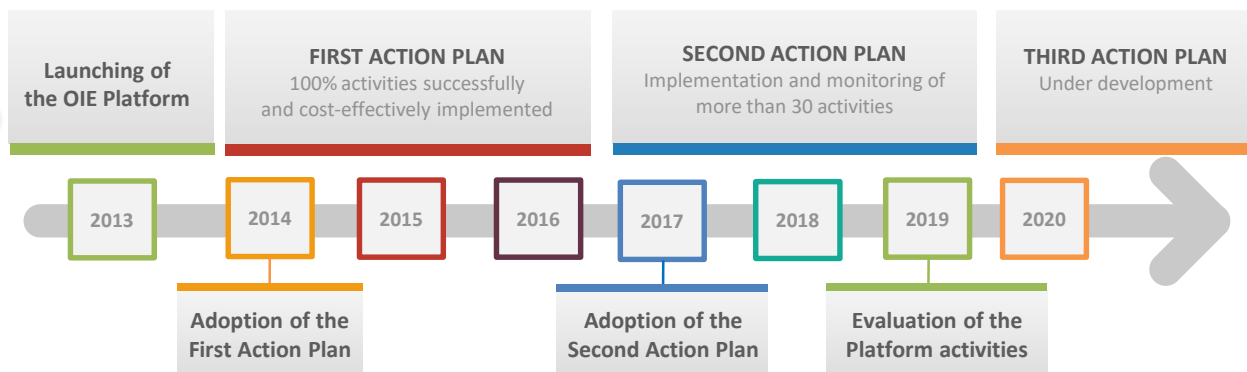 Launching of
the OIE Platform
FIRST ACTION PLAN
100% activities successfully
and cost-effectively implemented
SECOND ACTION PLAN
Implementation and monitoring of
more than 30 activities
THIRD ACTION PLAN
Under development
2013
2014
2015
2016
2017
2018
2019
2020
Adoption of the
First Action Plan
Adoption of the
Second Action Plan
Evaluation of the
Platform activities